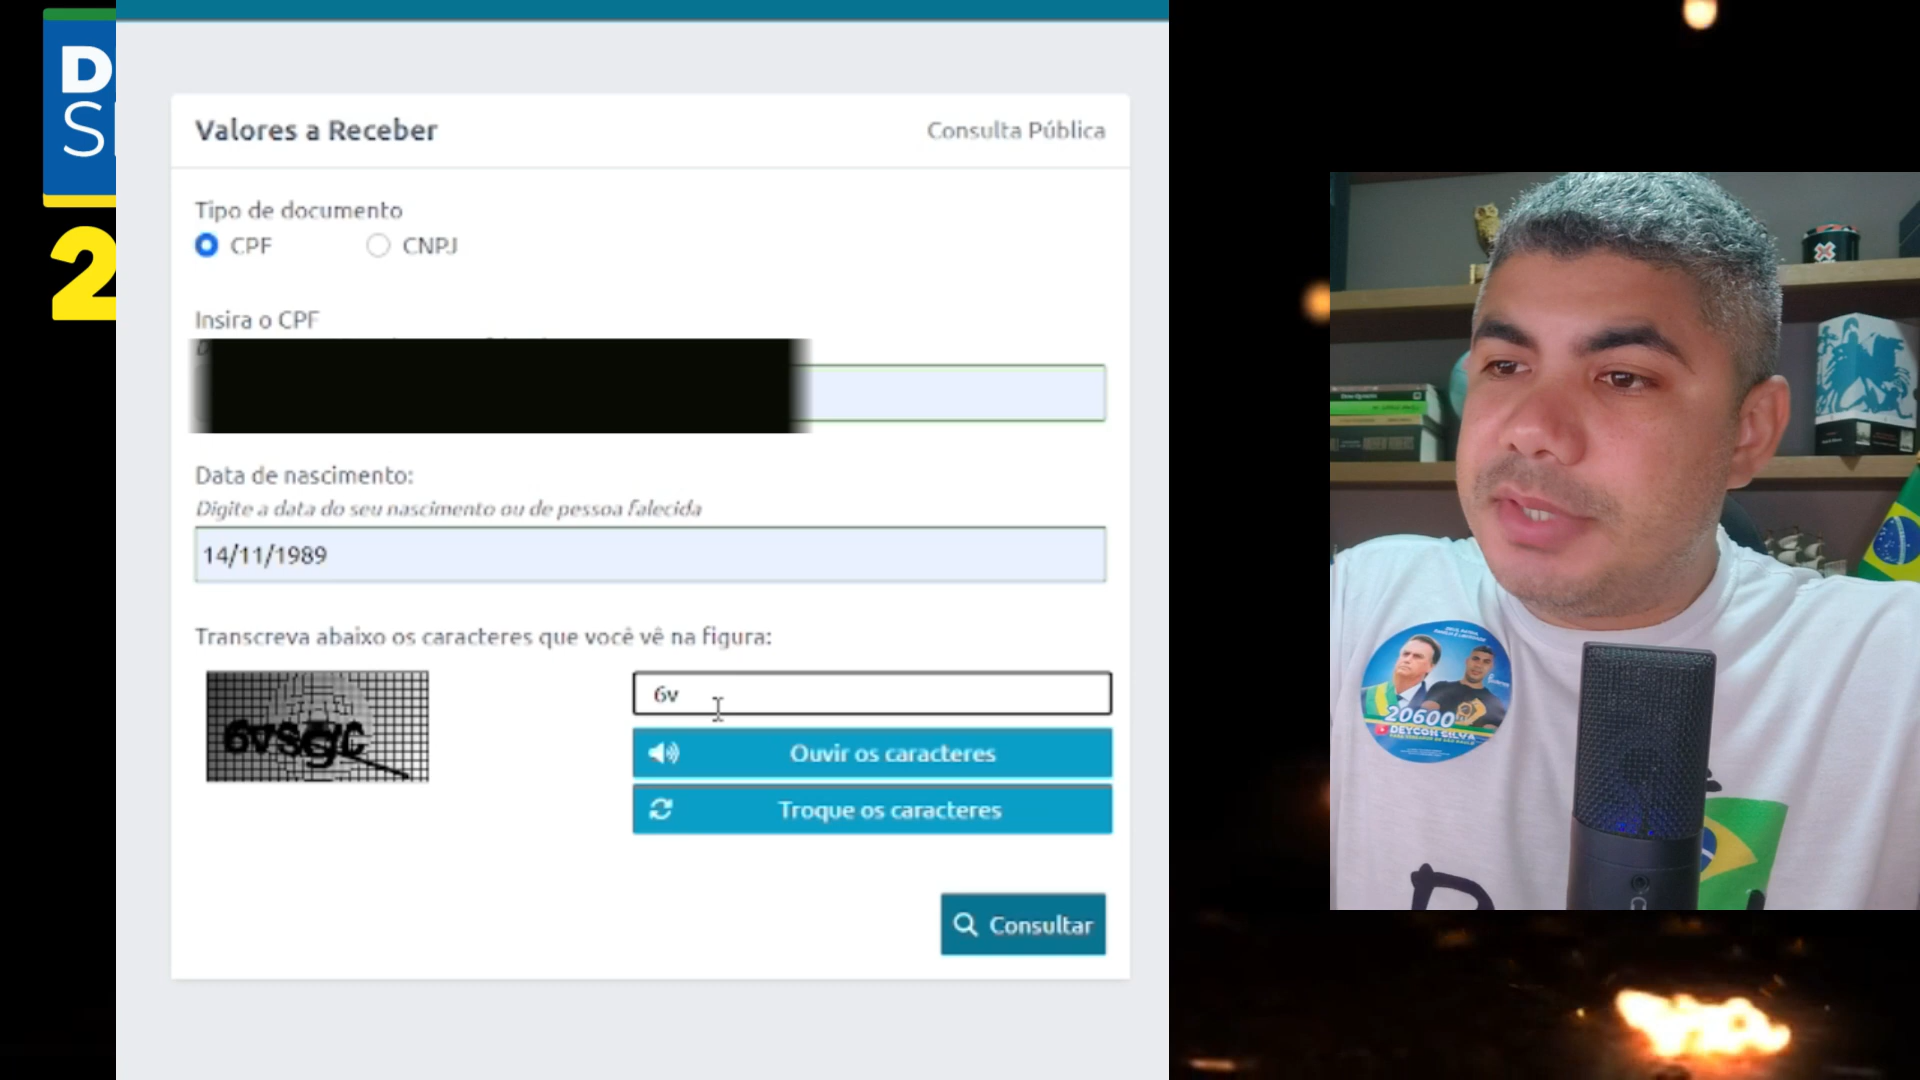 D
S
2
Valores a Receber
Consulta Pública
Tipo de documento
CPF
CNPJ
Insira o CPF
Data de nascimento:
Digite a data do seu nascimento ou de pessoa falecida
14/11/1989
Transcreva abaixo os caracteres que você vê na figura:
6vsgc
6v
Ouvir os caracteres
Troque os caracteres
Consultar
20600
DEYCON SILVA